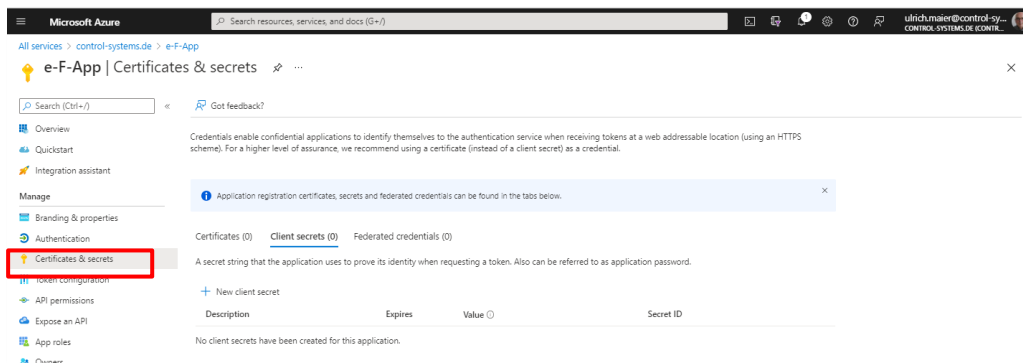 Microsoft Azure
Search resources, services, and docs (G+/)
ulrich.maier@control-sy...
CONTROL-SYSTEMS.DE (CONTR...
All services > control-systems.de > e-F-App
e-F-App | Certificates & secrets
Search (Ctrl+/)
Got feedback?
Overview
Quickstart
Integration assistant
Manage
Branding & properties
Authentication
Certificates & secrets
Token configuration
API permissions
Expose an API
App roles
Owners
Credentials enable confidential applications to identify themselves to the authentication service when receiving tokens at a web addressable location (using an HTTPS
scheme). For a higher level of assurance, we recommend using a certificate (instead of a client secret) as a credential.
Application registration certificates, secrets and federated credentials can be found in the tabs below.
Certificates (0) Client secrets (0) Federated credentials (0)
A secret string that the application uses to prove its identity when requesting a token. Also can be referred to as application password.
+ New client secret
Description Expires Value Secret ID
No client secrets have been created for this application.